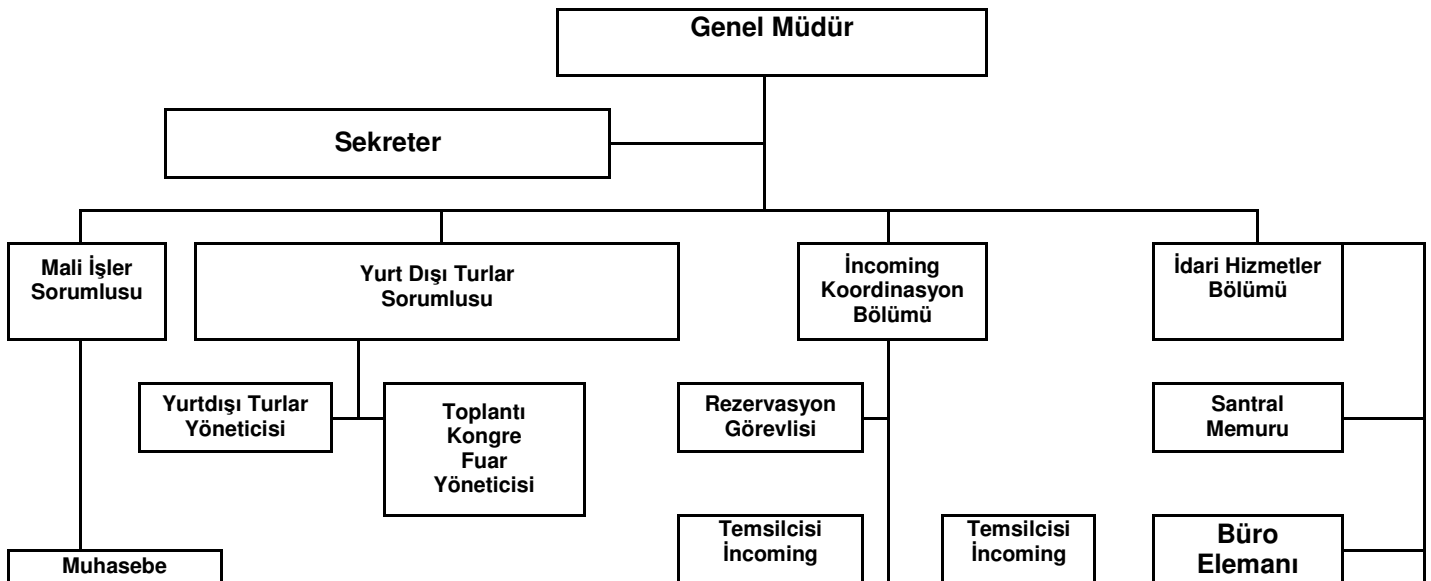 Genel Müdür
Sekreter
Mali İşler
Sorumlusu
Yurt Dışı Turlar
Sorumlusu
İncoming
Koordinasyon
Bölümü
İdari Hizmetler
Bölümü
Yurtdışı Turlar
Yöneticisi
Toplantı
Kongre
Fuar
Yöneticisi
Rezervasyon
Görevlisi
Santral
Memuru
Muhasebe
Temsilcisi
İncoming
Temsilcisi
İncoming
Büro
Elemanı